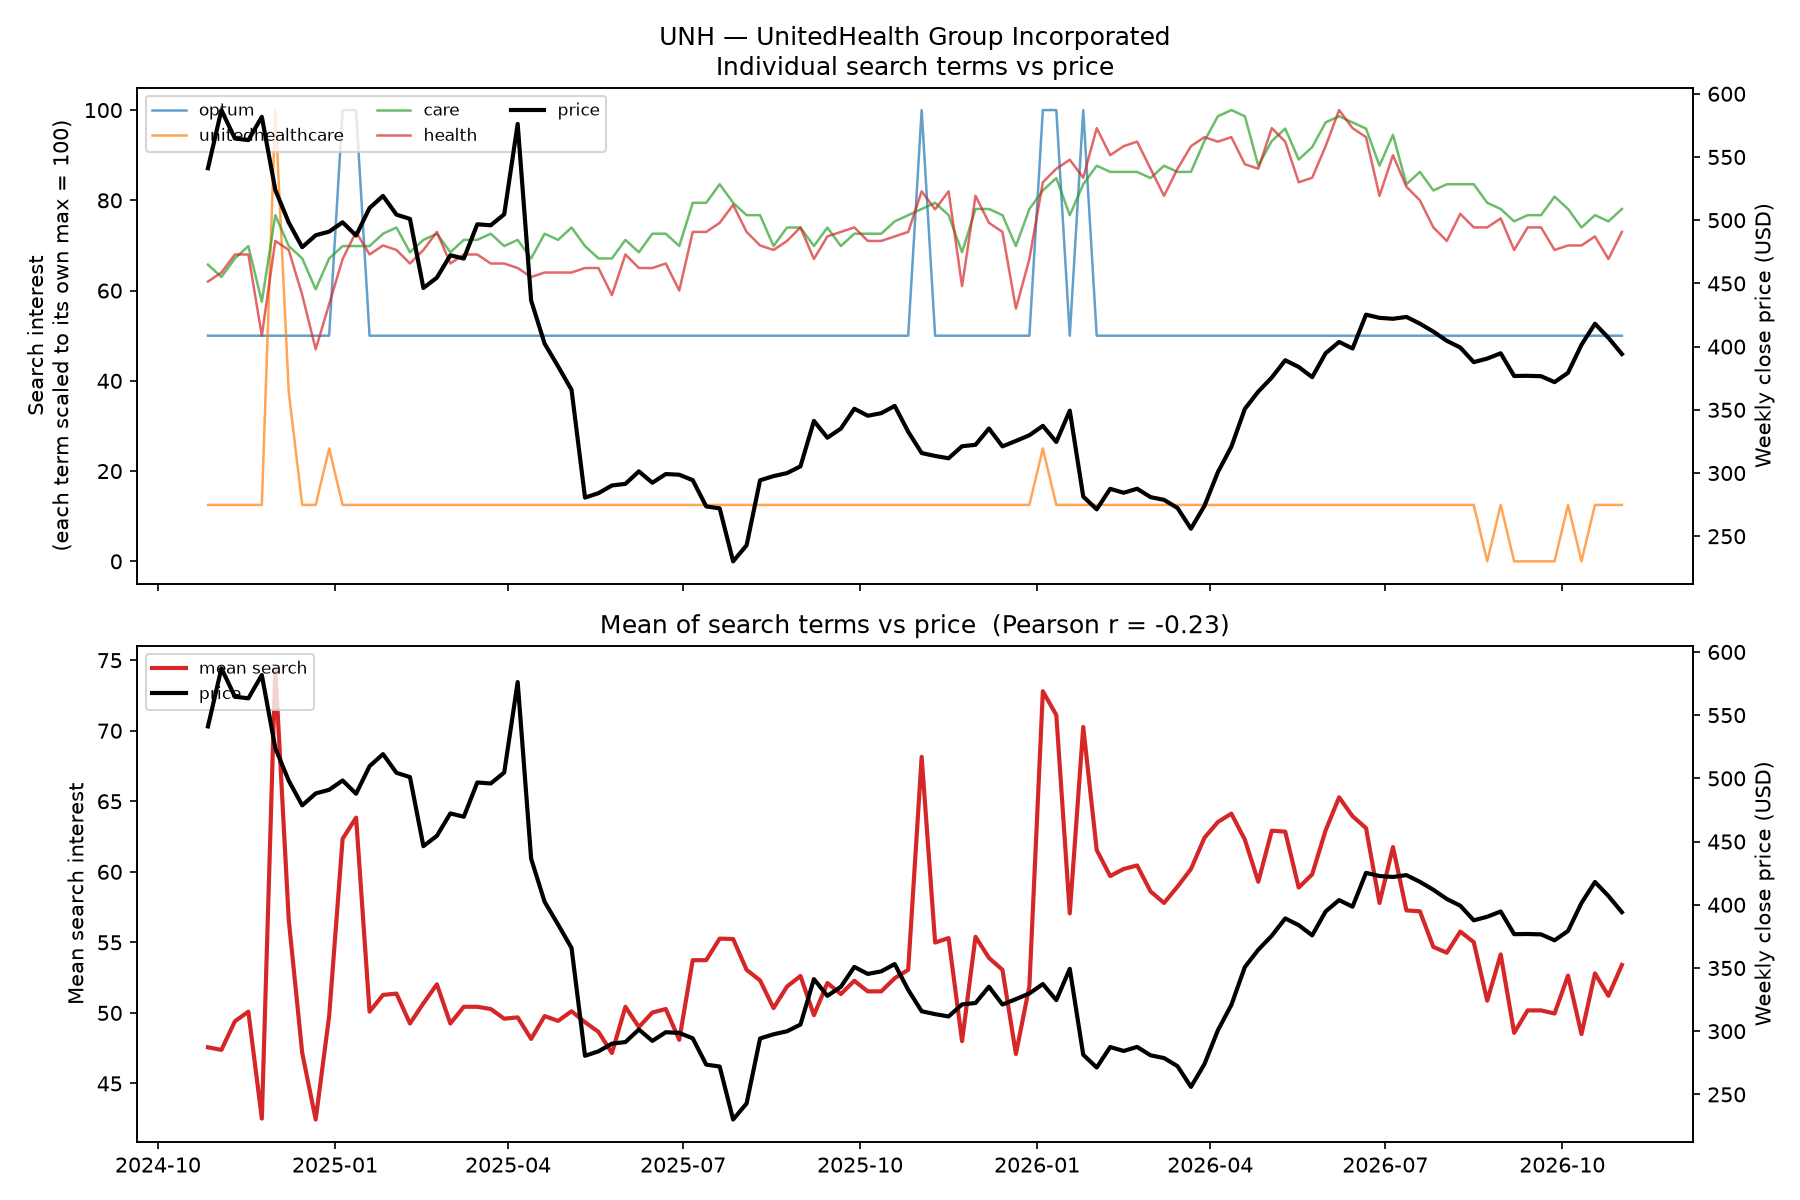 UNH — UnitedHealth Group Incorporated
Individual search terms vs price
optum
unitedhealthcare
care
health
price
Search interest
(each term scaled to its own max = 100)
100
80
60
40
20
0
600
550
500
450
400
350
300
250
Weekly close price (USD)
Mean of search terms vs price (Pearson r = -0.23)
mean search
price
Mean search interest
75
70
65
60
55
50
45
600
550
500
450
400
350
300
250
Weekly close price (USD)
2024-10
2025-01
2025-04
2025-07
2025-10
2026-01
2026-04
2026-07
2026-10